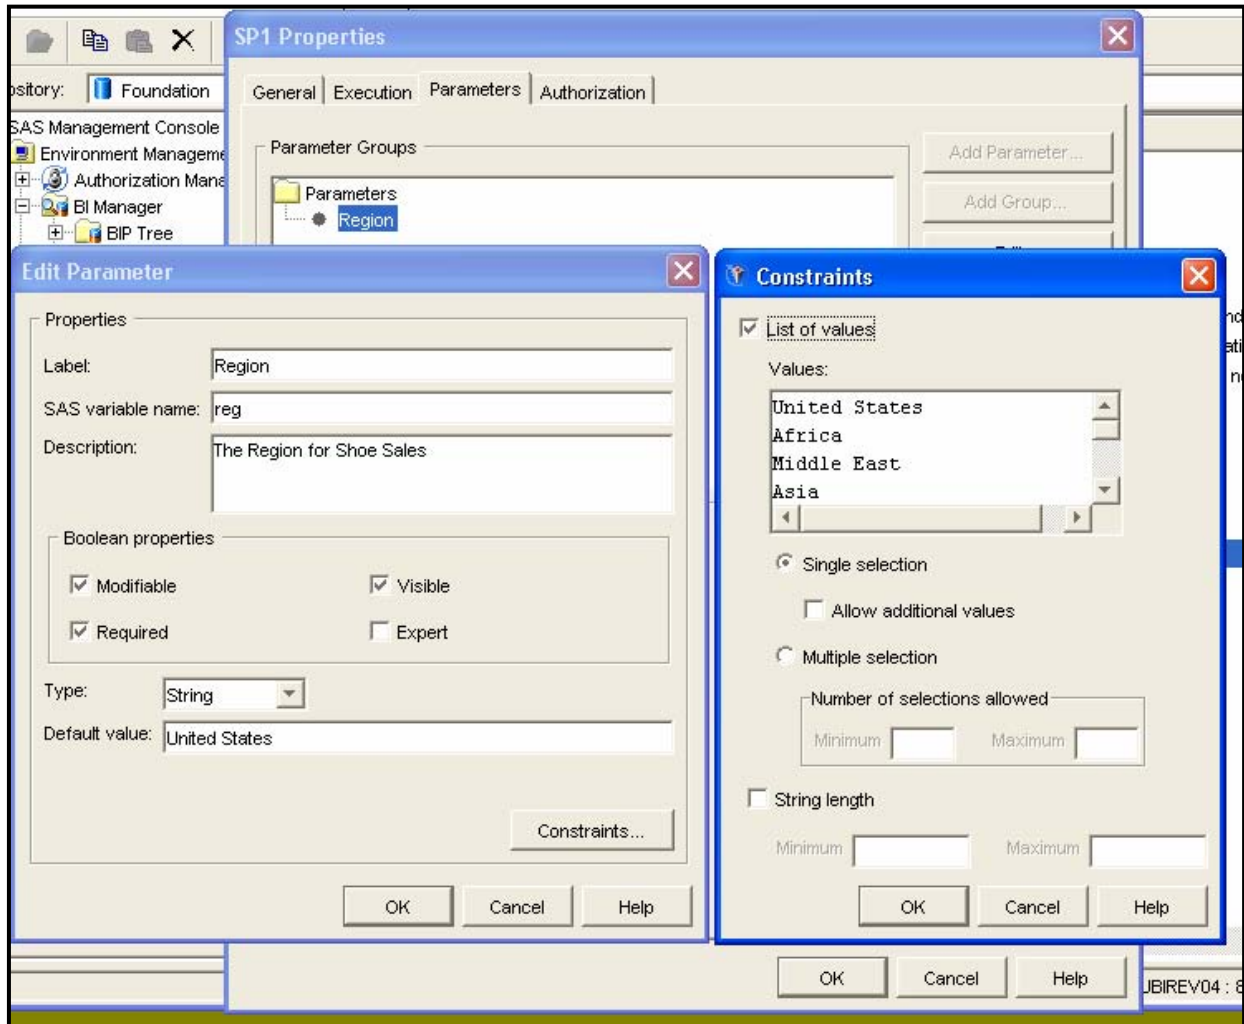 SP1 Properties
Foundation
General Execution Parameters Authorization
SAS Management Console
Environment Manageme
Authorization Mana
BI Manager
BIP Tree
Parameter Groups
Parameters
Region
Add Parameter...
Add Group...
Edit Parameter
Properties
Label: Region
SAS variable name: reg
Description: The Region for Shoe Sales
Boolean properties
Modifiable Visible
Required Expert
Type: String
Default value: United States
Constraints...
OK Cancel Help
Constraints
List of values
Values:
United States
Africa
Middle East
Asia
Single selection
Allow additional values
Multiple selection
Number of selections allowed
Minimum Maximum
String length
Minimum Maximum
OK Cancel Help
OK Cancel Help